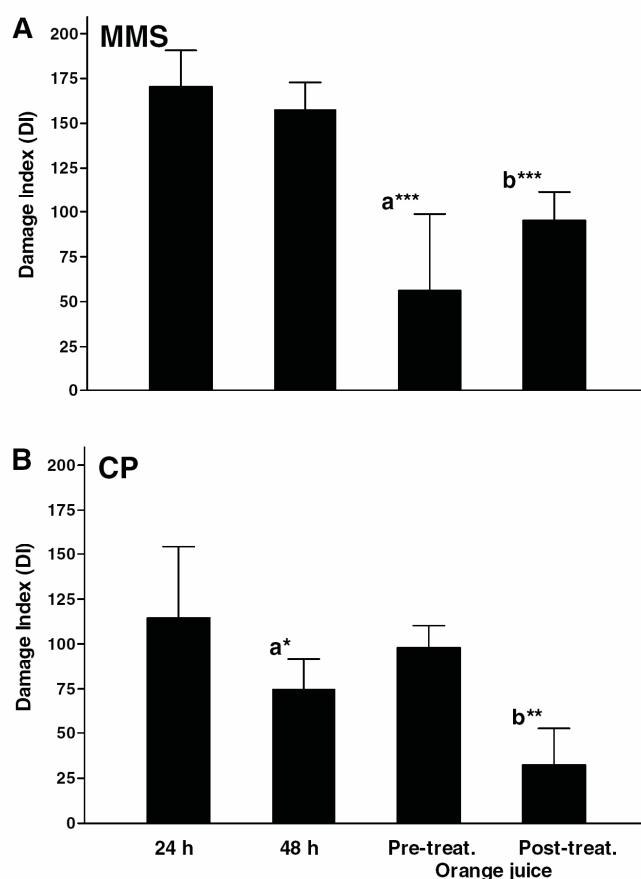 A
MMS
200
175
150
125
100
75
50
25
0
Damage Index (DI)
a***
b***
B
CP
200
175
150
125
100
75
50
25
0
Damage Index (DI)
a*
b**
24 h 48 h Pre-treat. Post-treat.
Orange juice